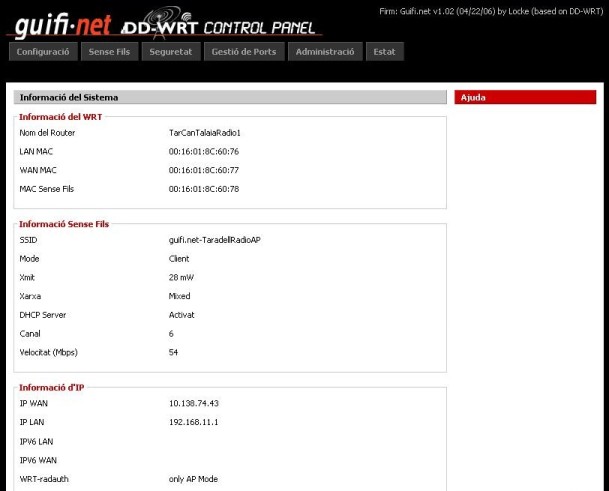 guifi·net DD-WRT CONTROL PANEL
Firm: Guifi.net v1.02 (04/22/06) by Locke (based on DD-WRT)
Configuració Sense Fils Seguretat Gestió de Ports Administració Estat
Informació del Sistema
Ajuda
Informació del WRT
Nom del Router TarCanTalaiaRadio1
LAN MAC 00:16:01:8C:60:76
WAN MAC 00:16:01:8C:60:77
MAC Sense Fils 00:16:01:8C:60:78
Informació Sense Fils
SSID guifi.net-TaradellRadioAP
Mode Client
Xmit 28 mW
Xarxa Mixed
DHCP Server Activat
Canal 6
Velocitat (Mbps) 54
Informació d'IP
IP WAN 10.138.74.43
IP LAN 192.168.11.1
IPV6 LAN
IPV6 WAN
WRT-radauth only AP Mode